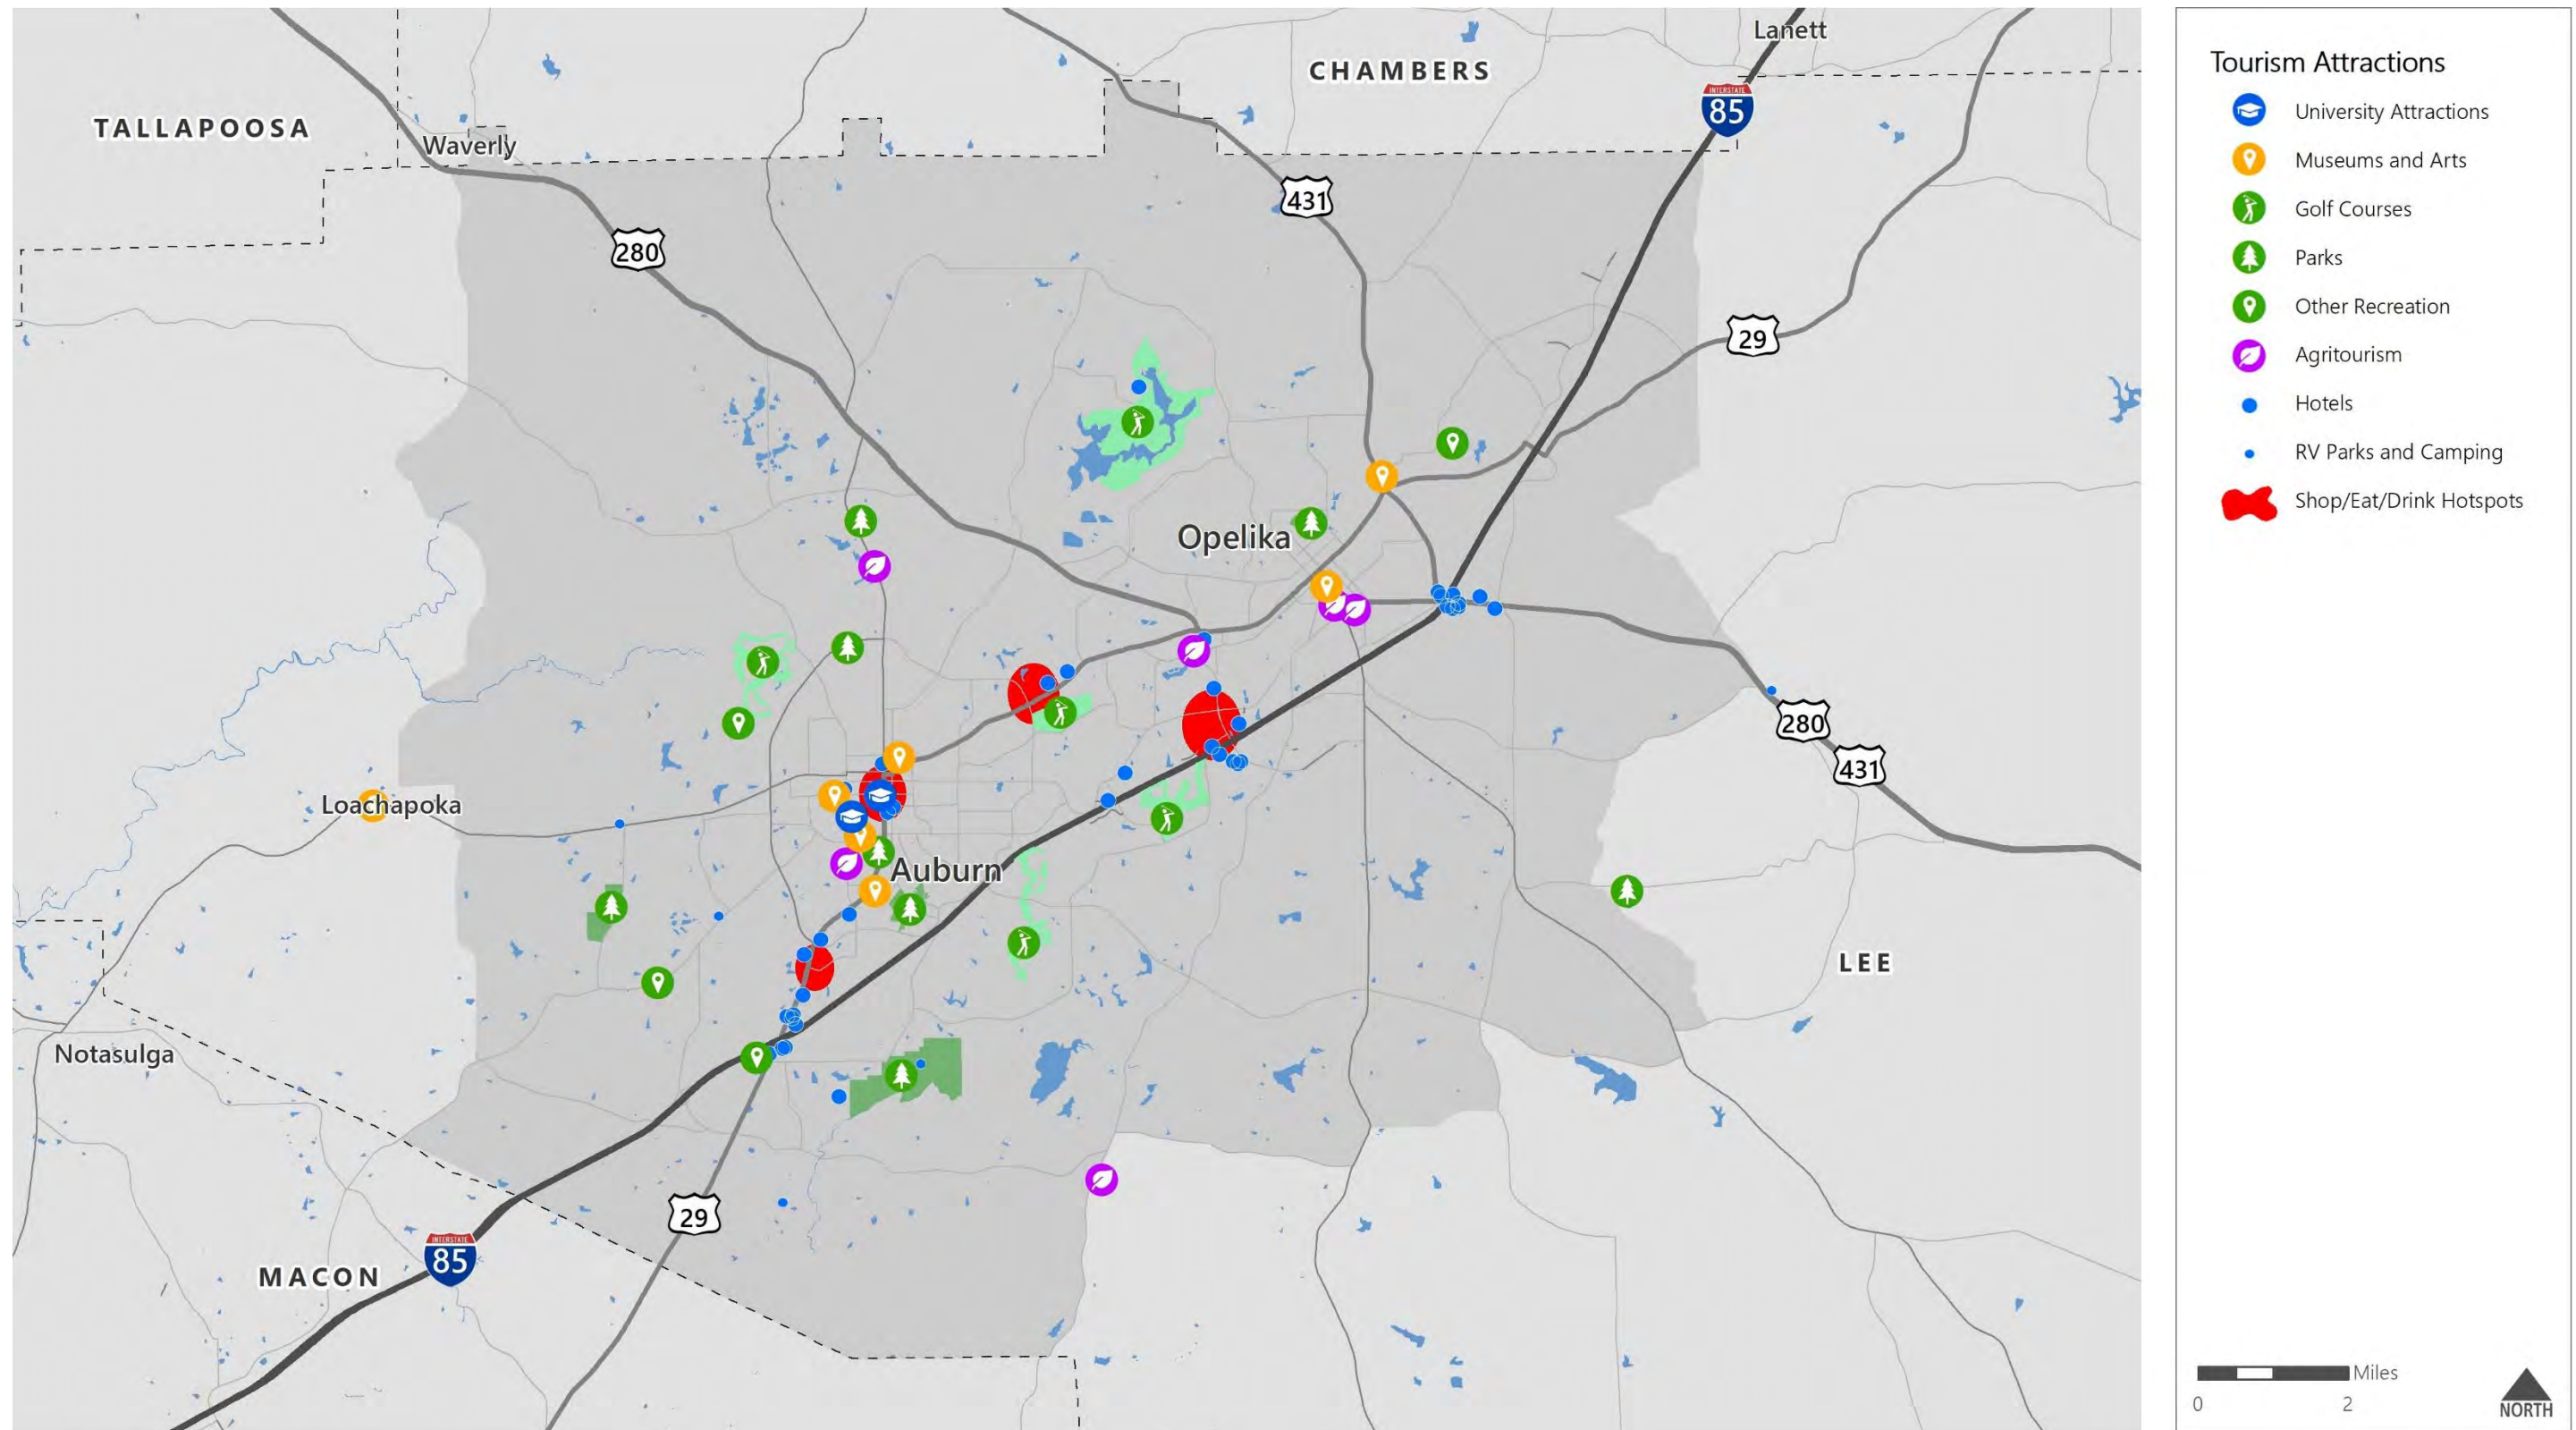 Lanett
CHAMBERS
INTERSTATE
85
TALLAPOOSA
Waverly
431
280
29
Opelika
280
431
Loachapoka
Auburn
LEE
Notasulga
29
INTERSTATE
85
MACON
Tourism Attractions
University Attractions
Museums and Arts
Golf Courses
Parks
Other Recreation
Agritourism
Hotels
RV Parks and Camping
Shop/Eat/Drink Hotspots
Miles
0 2
NORTH